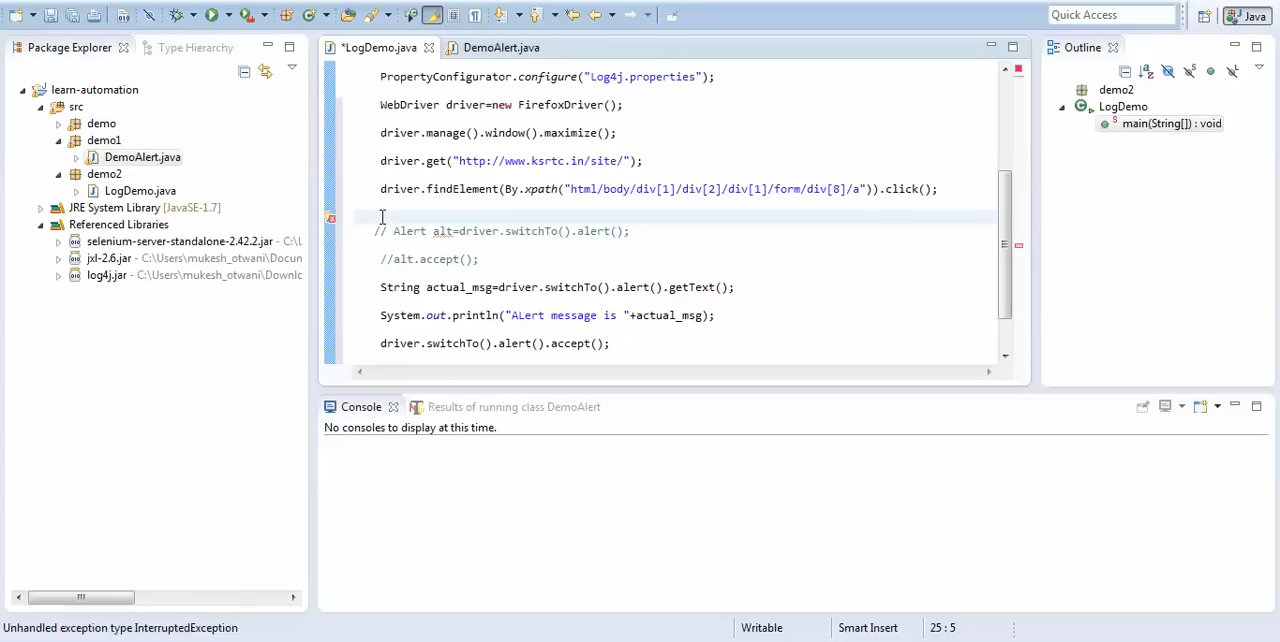 Quick Access
Java
Package Explorer
Type Hierarchy
learn-automation
src
demo
demo1
DemoAlert.java
demo2
LogDemo.java
JRE System Library [JavaSE-1.7]
Referenced Libraries
selenium-server-standalone-2.42.2.jar - C:\U
jxl-2.6.jar - C:\Users\mukesh_otwani\Docun
log4j.jar - C:\Users\mukesh_otwani\Downlc
*LogDemo.java
DemoAlert.java
PropertyConfigurator.configure("Log4j.properties");
WebDriver driver=new FirefoxDriver();
driver.manage().window().maximize();
driver.get("http://www.ksrtc.in/site/");
driver.findElement(By.xpath("html/body/div[1]/div[2]/div[1]/form/div[8]/a")).click();
// Alert alt=driver.switchTo().alert();
//alt.accept();
String actual_msg=driver.switchTo().alert().getText();
System.out.println("ALert message is "+actual_msg);
driver.switchTo().alert().accept();
Outline
demo2
LogDemo
main(String[]) : void
Console
Results of running class DemoAlert
No consoles to display at this time.
Unhandled exception type InterruptedException
Writable
Smart Insert
25 : 5